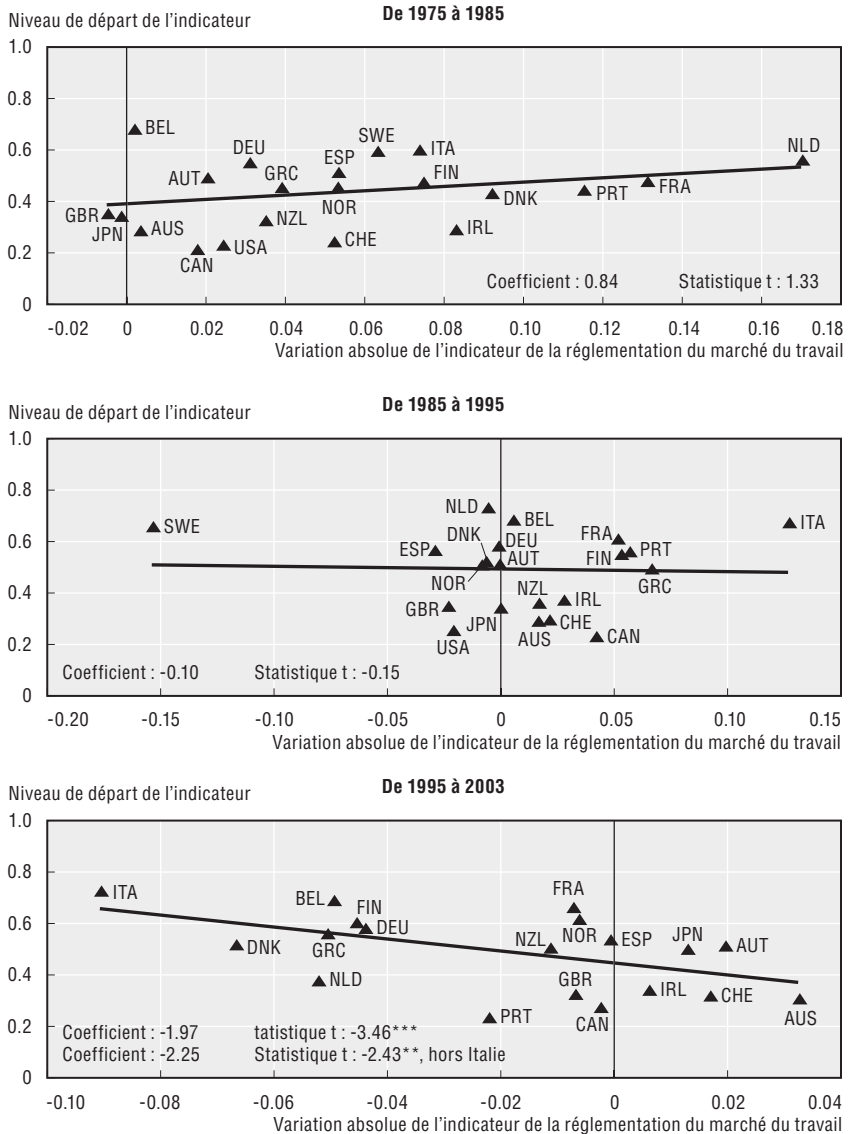 De 1975 à 1985
Niveau de départ de l'indicateur
1.0
0.8
0.6
0.4
0.2
0
BEL
DEU
SWE
ITA
NLD
AUT
GRC
ESP
FIN
FRA
GBR
JPN
AUS
NZL
NOR
DNK
PRT
CAN
USA
CHE
IRL
Coefficient : 0.84 Statistique t : 1.33
-0.02 0 0.02 0.04 0.06 0.08 0.10 0.12 0.14 0.16 0.18
Variation absolue de l'indicateur de la réglementation du marché du travail
De 1985 à 1995
Niveau de départ de l'indicateur
1.0
0.8
0.6
0.4
0.2
0
SWE
NLD
BEL
ITA
ESP
DNK
DEU
FRA
PRT
NOR
AUT
FIN
GRC
GBR
JPN
NZL
IRL
USA
AUS
CHE
CAN
Coefficient : -0.10 Statistique t : -0.15
-0.20 -0.15 -0.10 -0.05 0 0.05 0.10 0.15
Variation absolue de l'indicateur de la réglementation du marché du travail
De 1995 à 2003
Niveau de départ de l'indicateur
1.0
0.8
0.6
0.4
0.2
0
ITA
BEL
FIN
FRA
DNK
GRC
DEU
NZL
NOR
ESP
JPN
AUT
NLD
GBR
IRL
CHE
PRT
CAN
AUS
Coefficient : -1.97 tatistique t : -3.46***
Coefficient : -2.25 Statistique t : -2.43**, hors Italie
-0.10 -0.08 -0.06 -0.04 -0.02 0 0.02 0.04
Variation absolue de l'indicateur de la réglementation du marché du travail